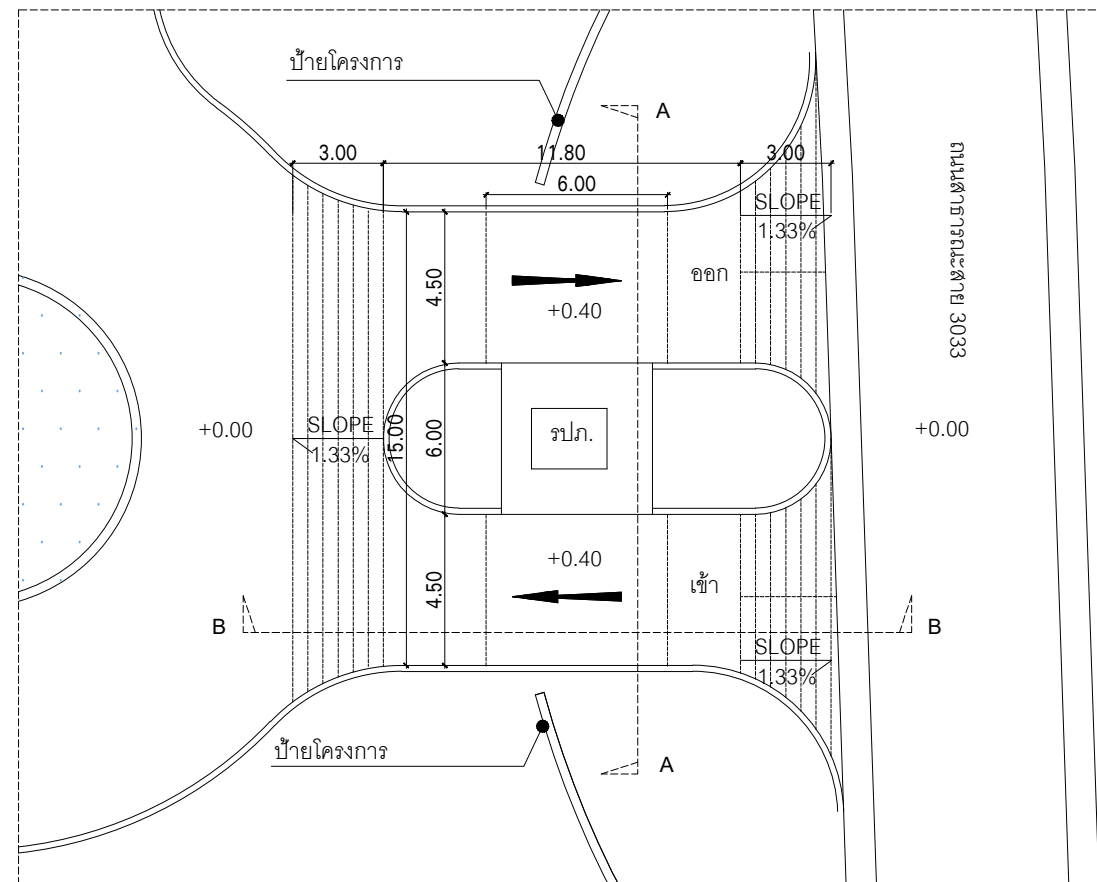 ป้ายโครงการ
A
3.00
11.80
3.00
6.00
SLOPE
1.33%
ถนนสาธารณะสาย 3033
ออก
4.50
+0.40
+0.00
SLOPE
1.33%
15.00
6.00
รปภ.
+0.00
+0.40
4.50
เข้า
B
B
SLOPE
1.33%
ป้ายโครงการ
A